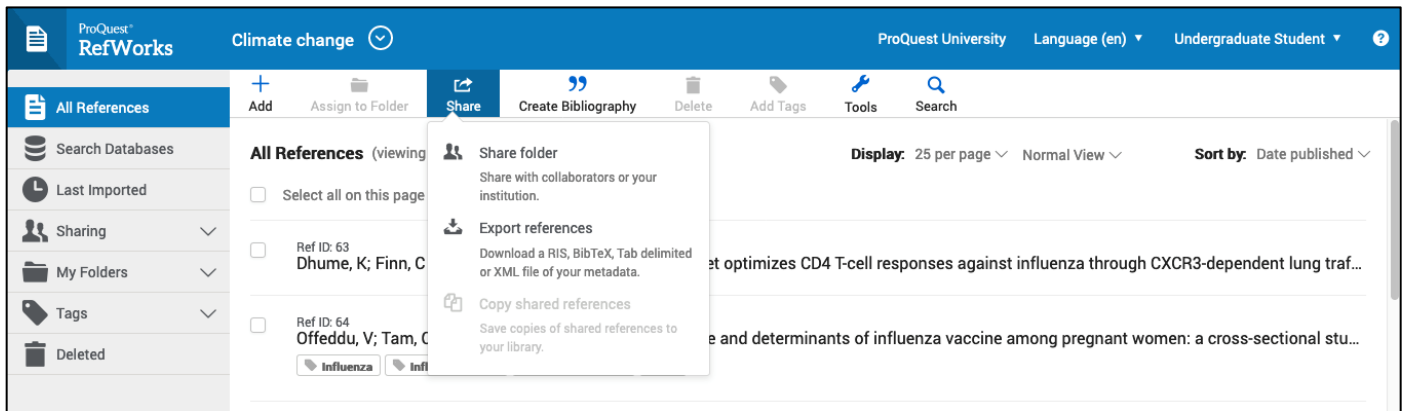 ProQuest®
RefWorks
Climate change
ProQuest University
Language (en)
Undergraduate Student
?
Add
Assign to Folder
Share
Create Bibliography
Delete
Add Tags
Tools
Search
All References
Search Databases
Last Imported
Sharing
My Folders
Tags
Deleted
All References (viewing
Display: 25 per page
Normal View
Sort by: Date published
Select all on this page
Share folder
Share with collaborators or your
institution.
Export references
Download a RIS, BibTeX, Tab delimited
or XML file of your metadata.
Copy shared references
Save copies of shared references to
your library.
Ref ID: 63
Dhume, K; Finn, C
optimizes CD4 T-cell responses against influenza through CXCR3-dependent lung traf...
Ref ID: 64
Offeddu, V; Tam,
and determinants of influenza vaccine among pregnant women: a cross-sectional stu...
Influenza